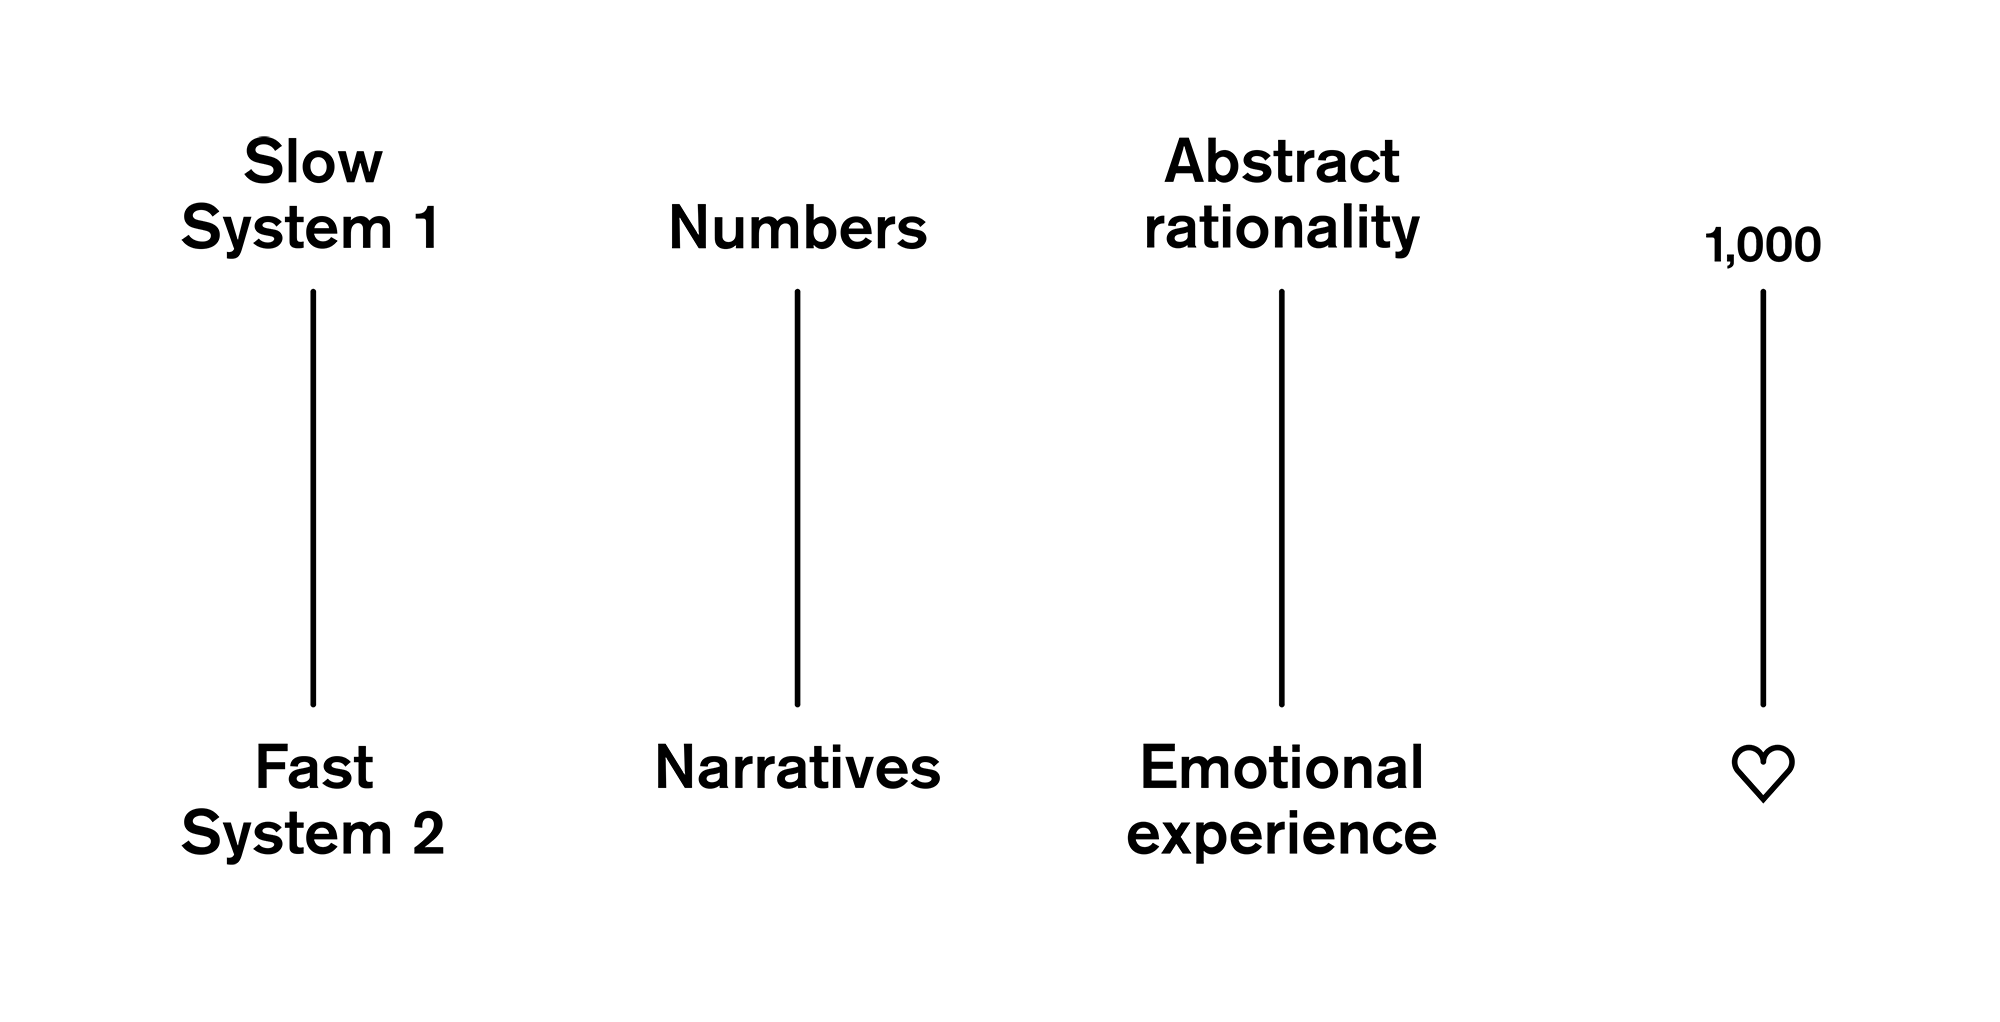 Slow
System 1
Numbers
Abstract
rationality
1,000
Fast
System 2
Narratives
Emotional
experience